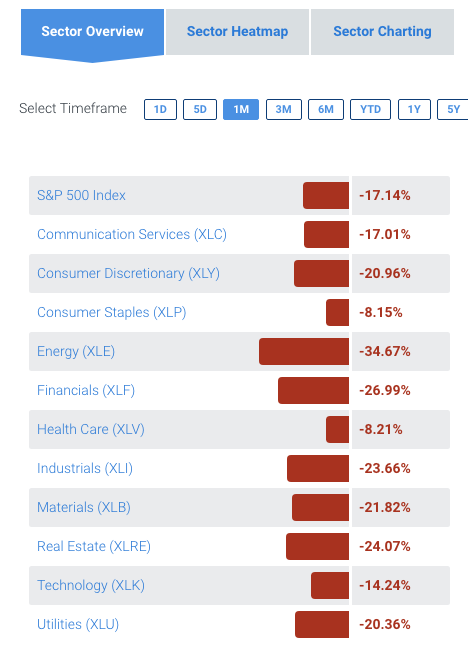 Sector Overview Sector Heatmap Sector Charting
Select Timeframe 1D 5D 1M 3M 6M YTD 1Y 5Y
S&P 500 Index -17.14%
Communication Services (XLC) -17.01%
Consumer Discretionary (XLY) -20.96%
Consumer Staples (XLP) -8.15%
Energy (XLE) -34.67%
Financials (XLF) -26.99%
Health Care (XLV) -8.21%
Industrials (XLI) -23.66%
Materials (XLB) -21.82%
Real Estate (XLRE) -24.07%
Technology (XLK) -14.24%
Utilities (XLU) -20.36%